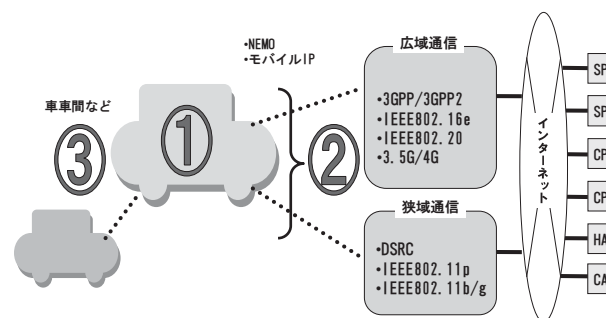 ・NEMO
・モバイルIP
車車間など
③
①
②
広域通信
・3GPP/3GPP2
・IEEE802.16e
・IEEE802.20
・3.5G/4G
狭域通信
・DSRC
・IEEE802.11p
・IEEE802.11b/g
インターネット
SP
SP
CP
CP
HA
CA